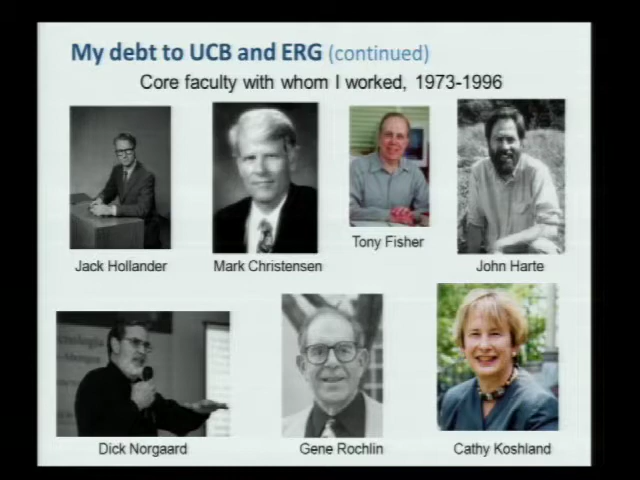 My debt to UCB and ERG (continued)
Core faculty with whom I worked, 1973-1996
Tony Fisher
Jack Hollander Mark Christensen John Harte
Dick Norgaard Gene Rochlin Cathy Koshland